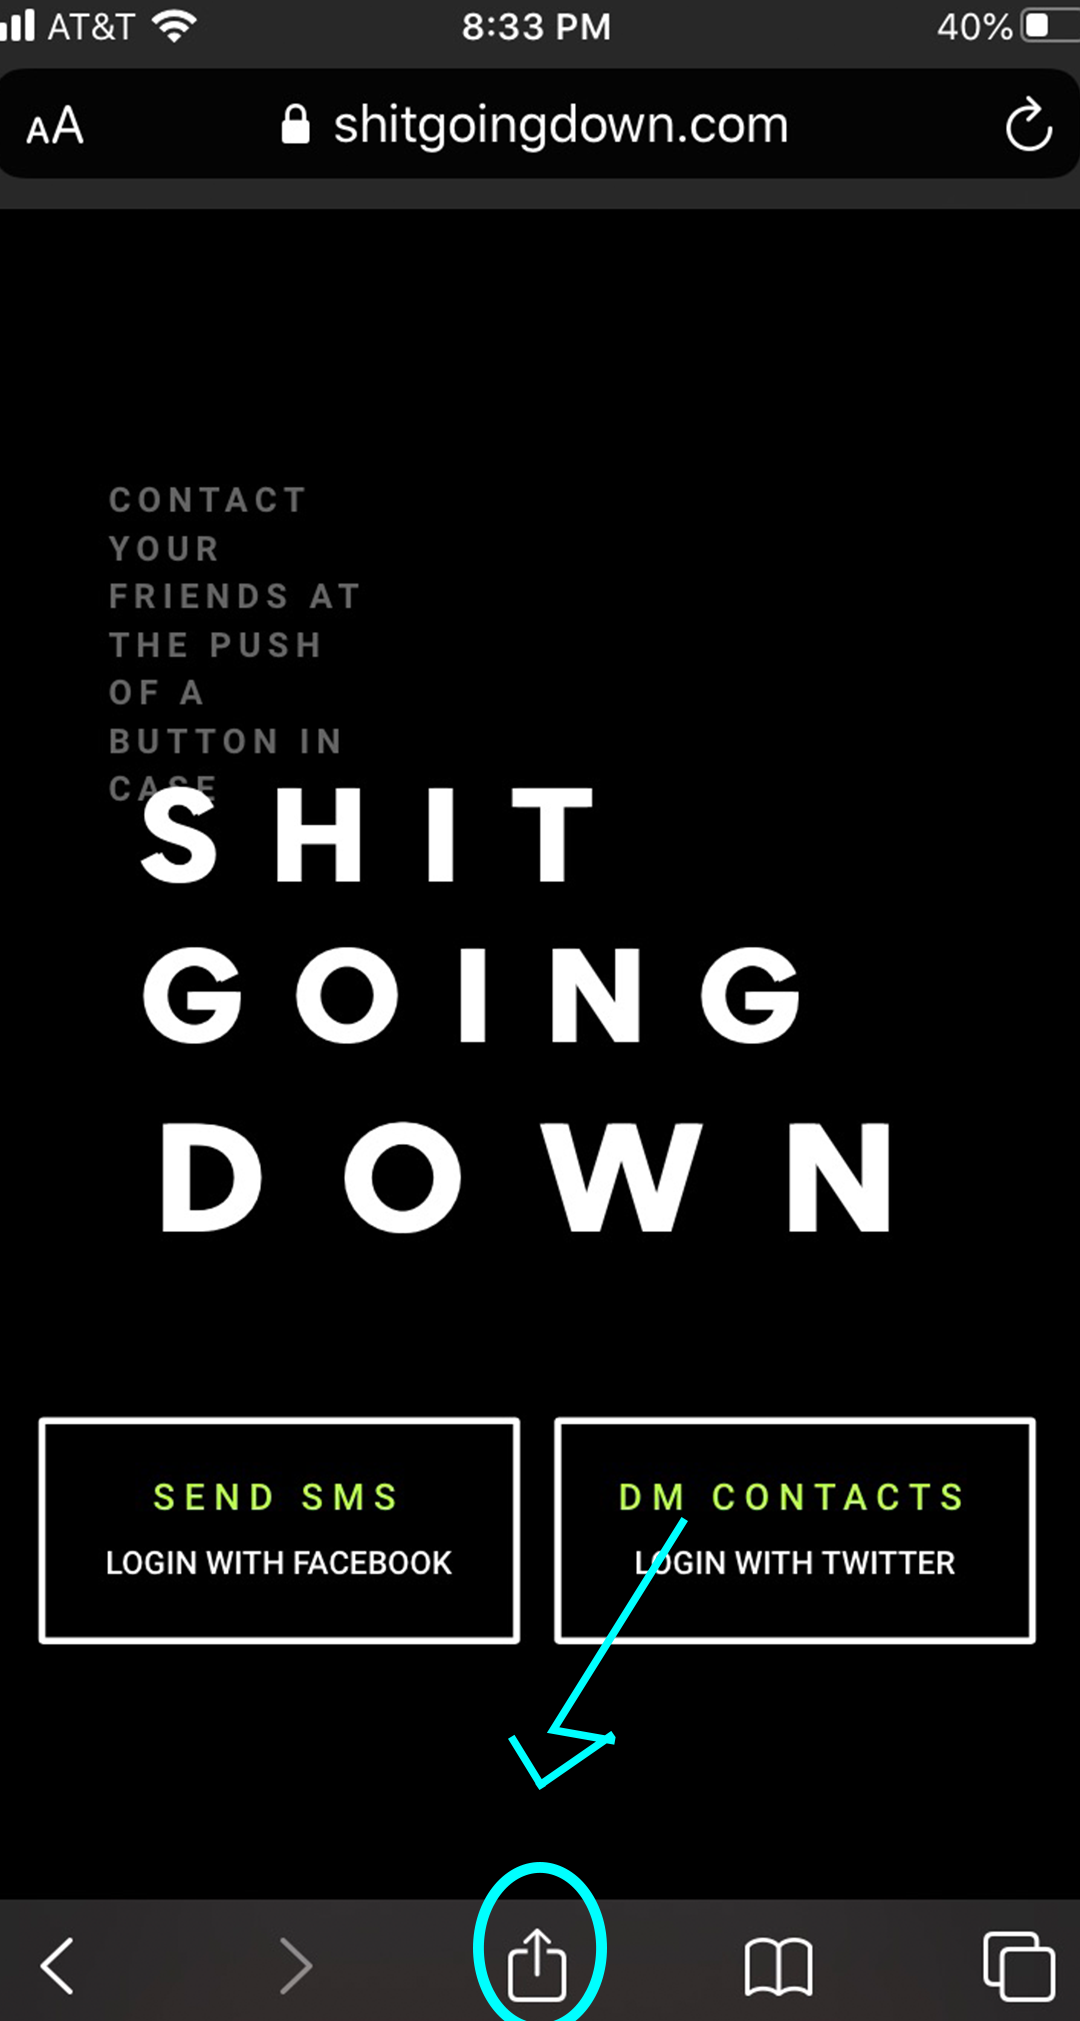 AT&T 8:33 PM 40%
AA shitgoingdown.com
CONTACT
YOUR
FRIENDS AT
THE PUSH
OF A
BUTTON IN
CASE
SHIT
GOING
DOWN
SEND SMS
LOGIN WITH FACEBOOK
DM CONTACTS
LOGIN WITH TWITTER